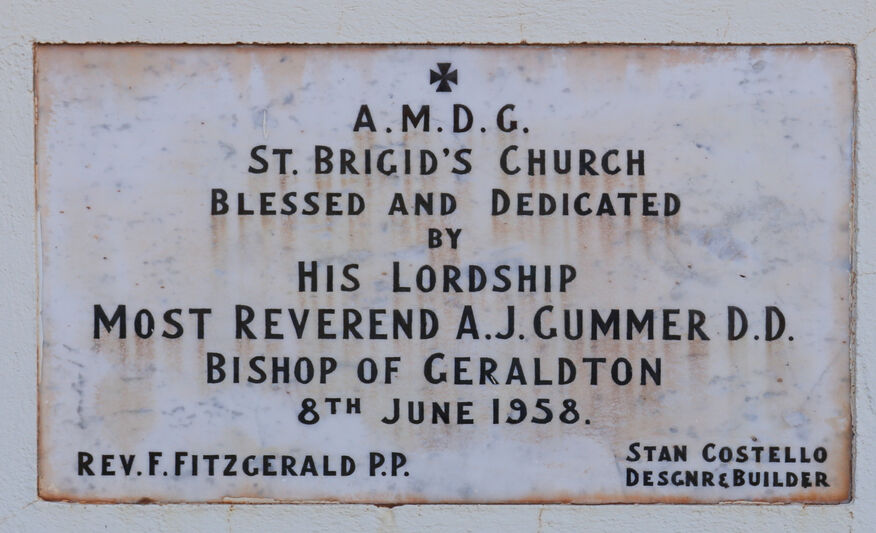 A.M.D.G.
ST. BRIGID'S CHURCH
BLESSED AND DEDICATED
BY
HIS LORDSHIP
MOST REVEREND A.J. GUMMER D.D.
BISHOP OF GERALDTON
8TH JUNE 1958.
REV. F. FITZGERALD P.P.
STAN COSTELLO
DESGNR & BUILDER